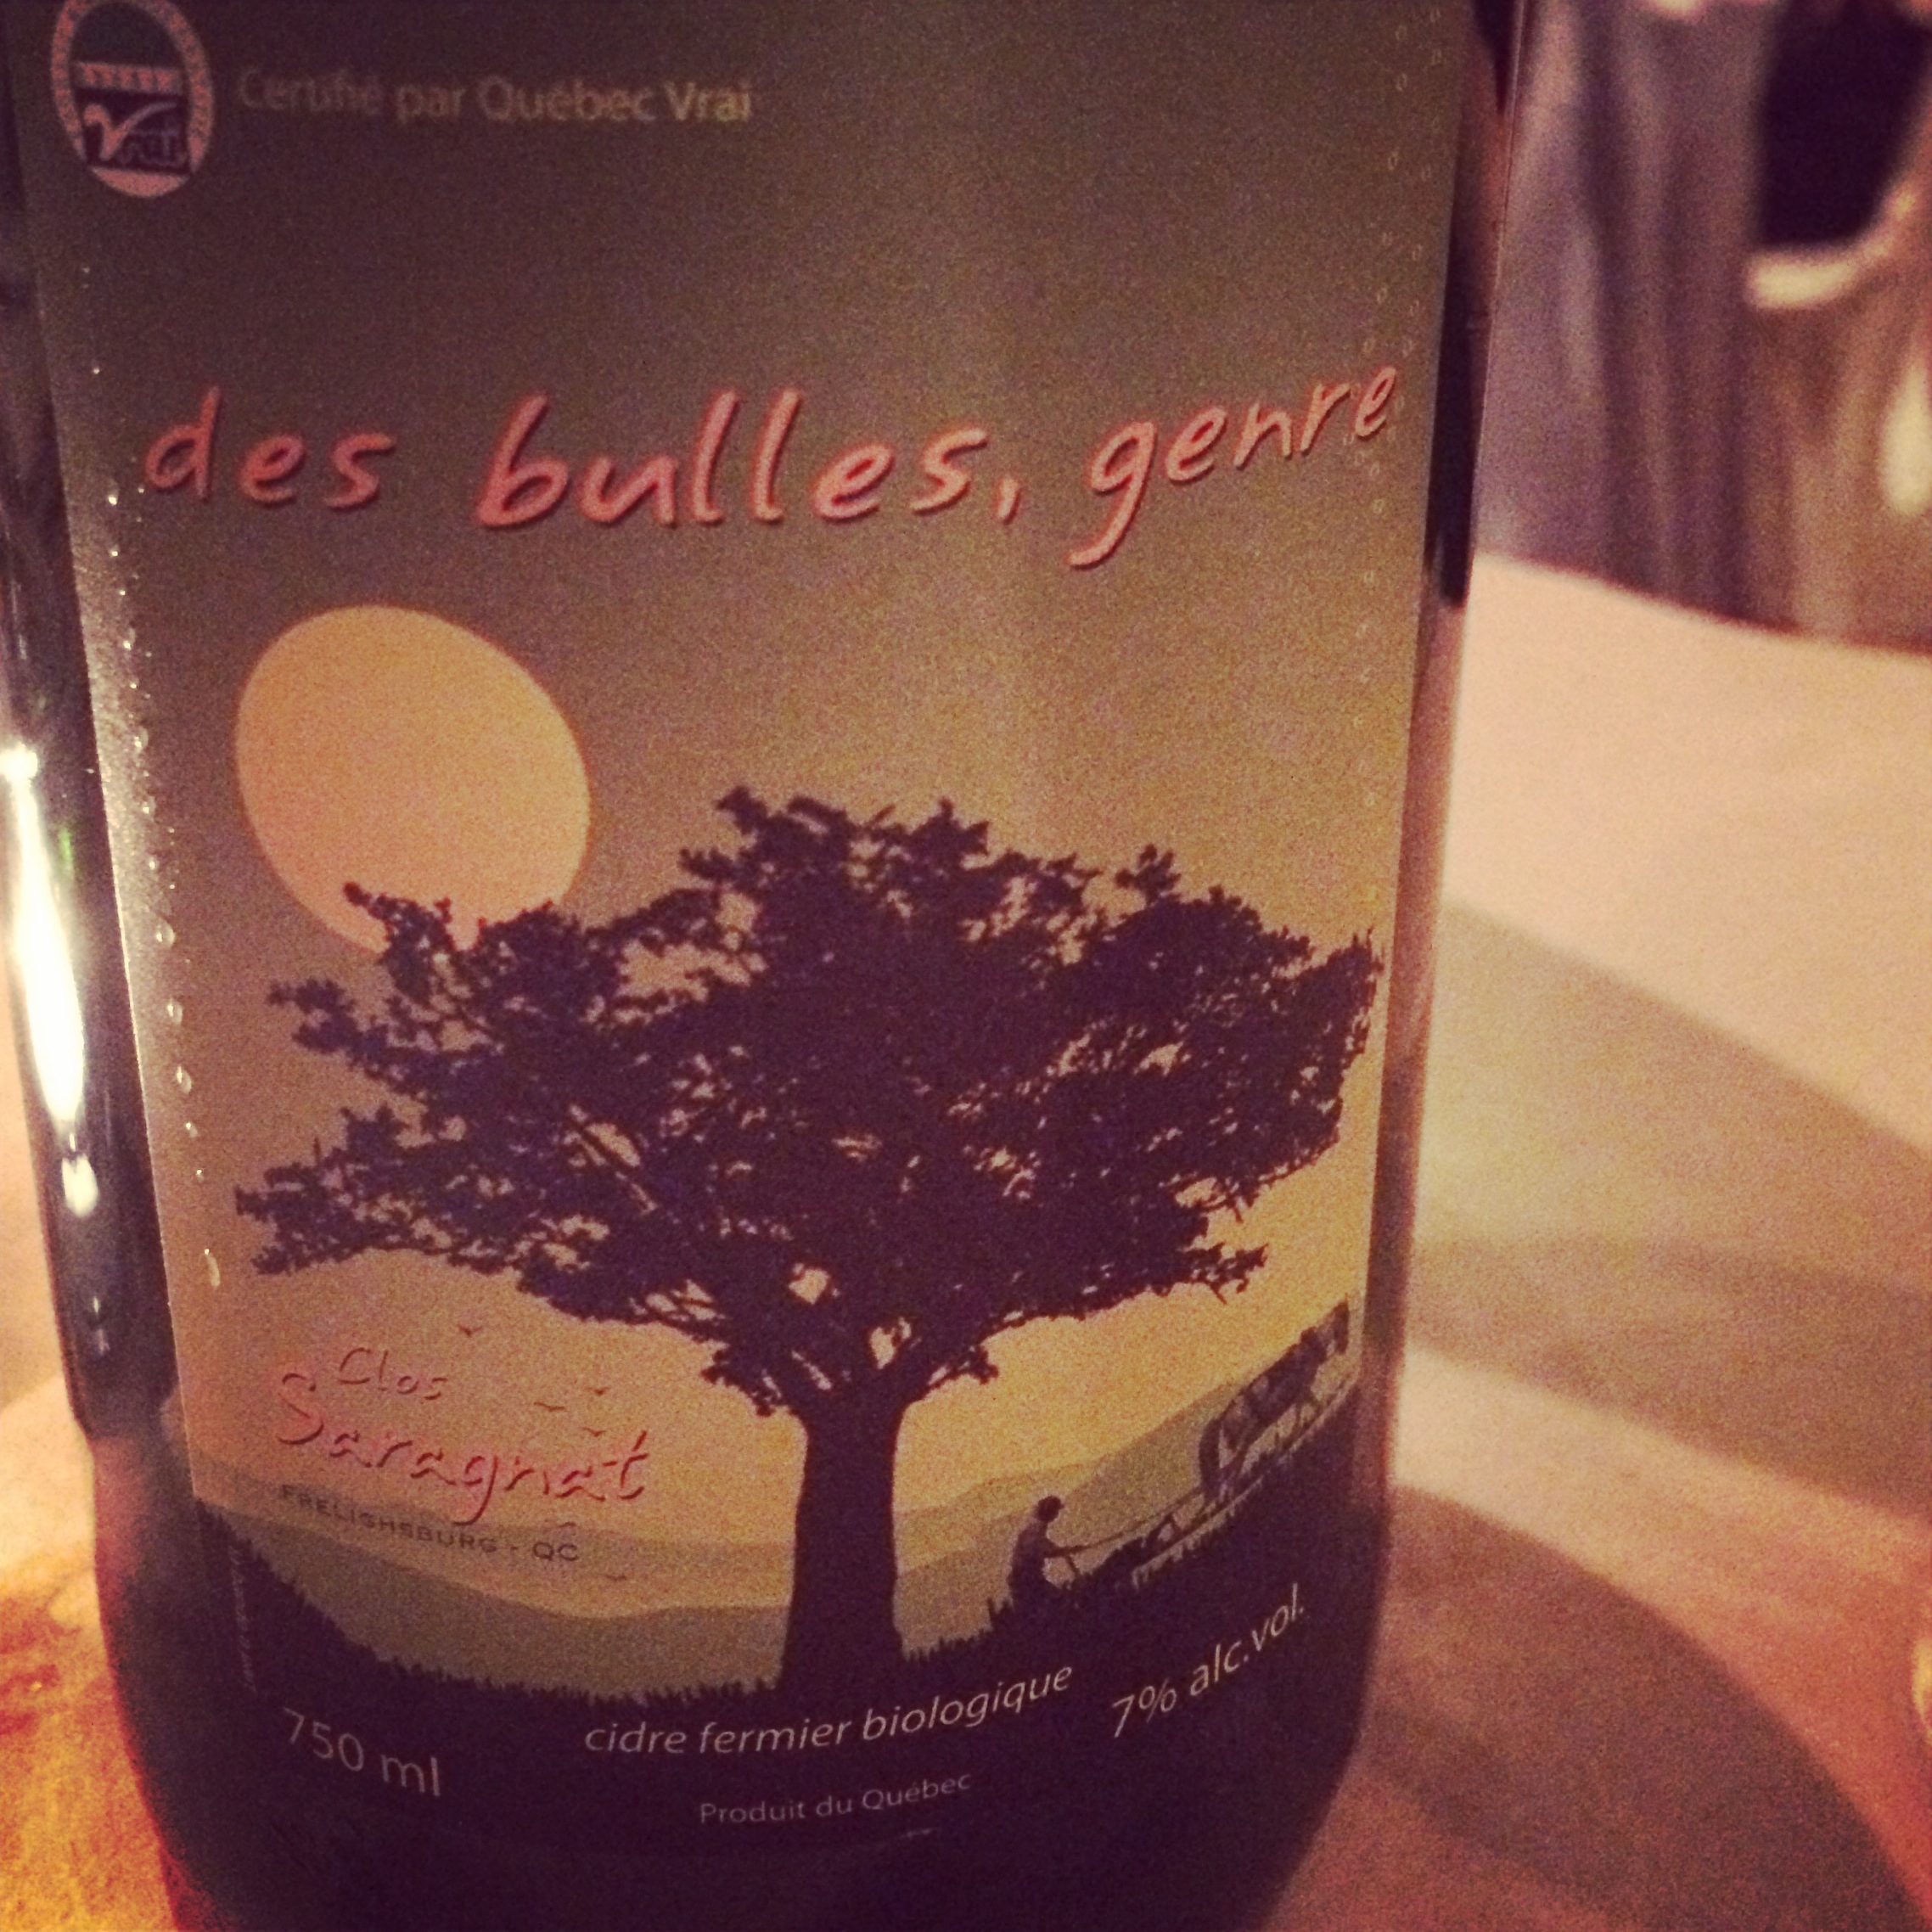 Vrai
Certifié par Québec Vrai
des bulles, genre
Clos
Saragnat
FRELIGHSBURG - QC
750 ml
cidre fermier biologique
7% alc.vol.
Produit du Québec